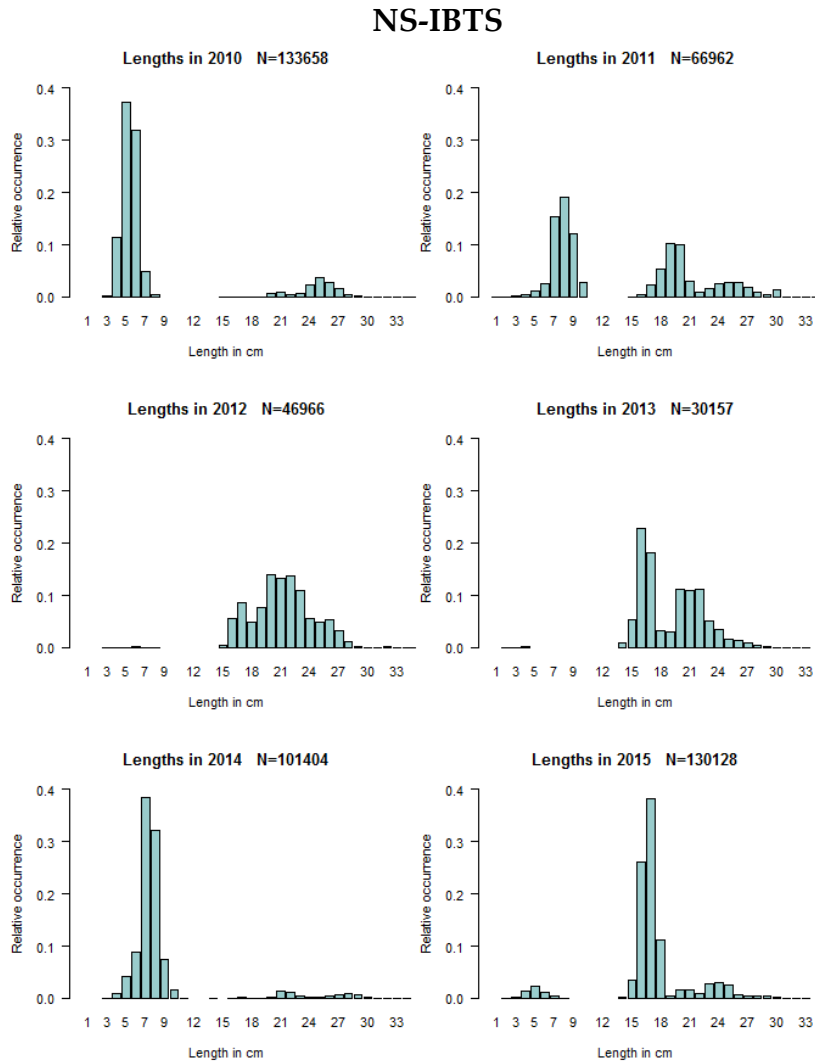 NS-IBTS
Lengths in 2010 N=133658
Relative occurrence
0.4
0.3
0.2
0.1
0.0
1 3 5 7 9 12 15 18 21 24 27 30 33
Length in cm
Lengths in 2011 N=66962
Relative occurrence
0.4
0.3
0.2
0.1
0.0
1 3 5 7 9 12 15 18 21 24 27 30 33
Length in cm
Lengths in 2012 N=46966
Relative occurrence
0.4
0.3
0.2
0.1
0.0
1 3 5 7 9 12 15 18 21 24 27 30 33
Length in cm
Lengths in 2013 N=30157
Relative occurrence
0.4
0.3
0.2
0.1
0.0
1 3 5 7 9 12 15 18 21 24 27 30 33
Length in cm
Lengths in 2014 N=101404
Relative occurrence
0.4
0.3
0.2
0.1
0.0
1 3 5 7 9 12 15 18 21 24 27 30 33
Length in cm
Lengths in 2015 N=130128
Relative occurrence
0.4
0.3
0.2
0.1
0.0
1 3 5 7 9 12 15 18 21 24 27 30 33
Length in cm